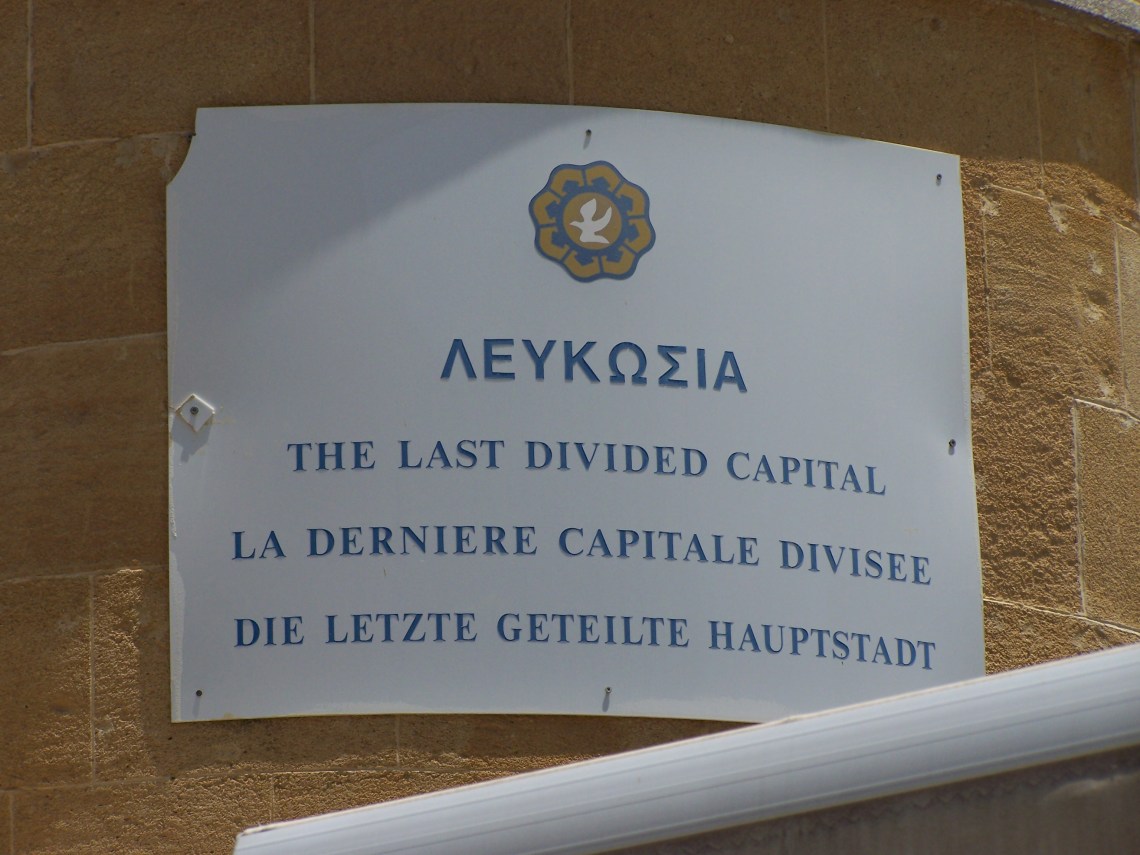 ΛΕΥΚΩΣΙΑ
THE LAST DIVIDED CAPITAL
LA DERNIERE CAPITALE DIVISEE
DIE LETZTE GETEILTE HAUPTSTADT